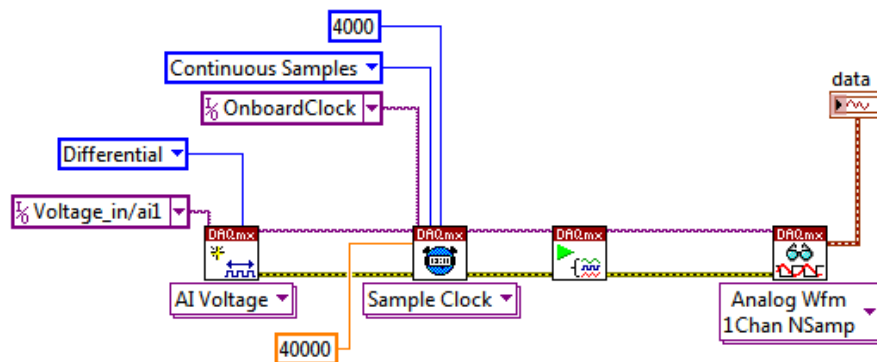 4000
Continuous Samples
OnboardClock
data
Differential
Voltage_in/ai1
DAQmx DAQmx DAQmx DAQmx
AI Voltage
Sample Clock
Analog Wfm
1Chan NSamp
40000